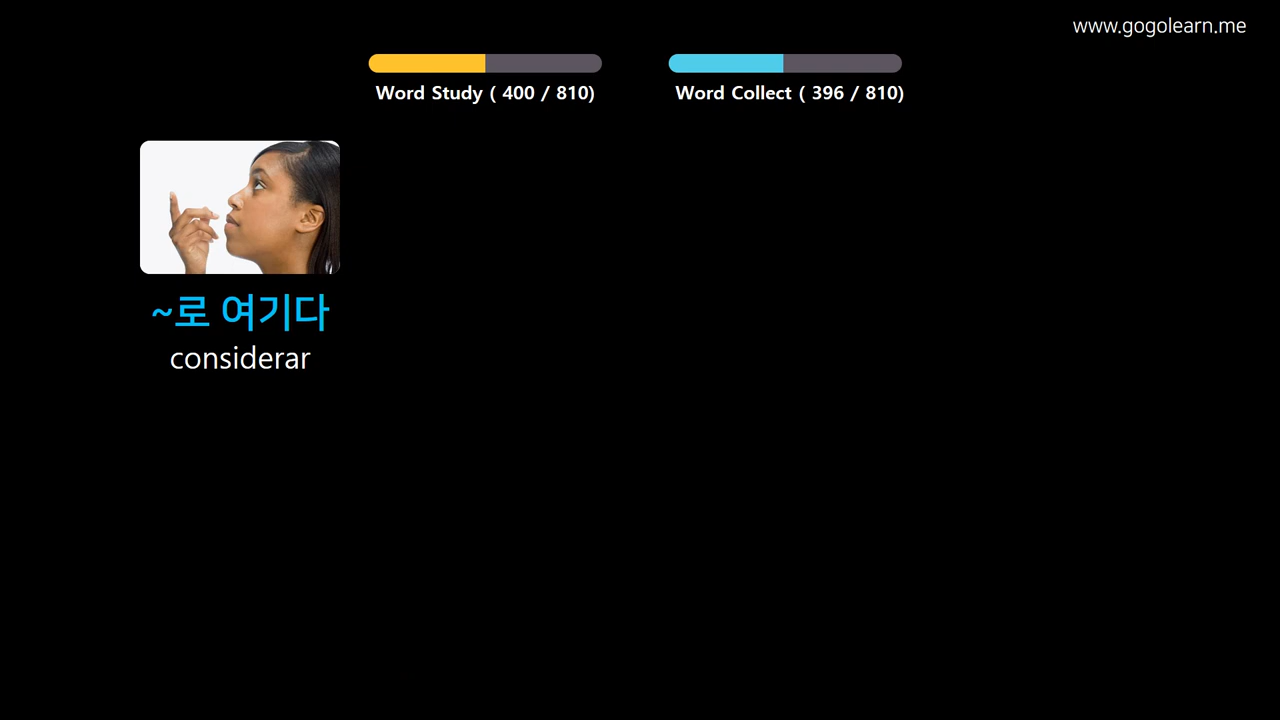 www.gogolearn.me
Word Study ( 400 / 810)
Word Collect ( 396 / 810)
~로 여기다
considerar